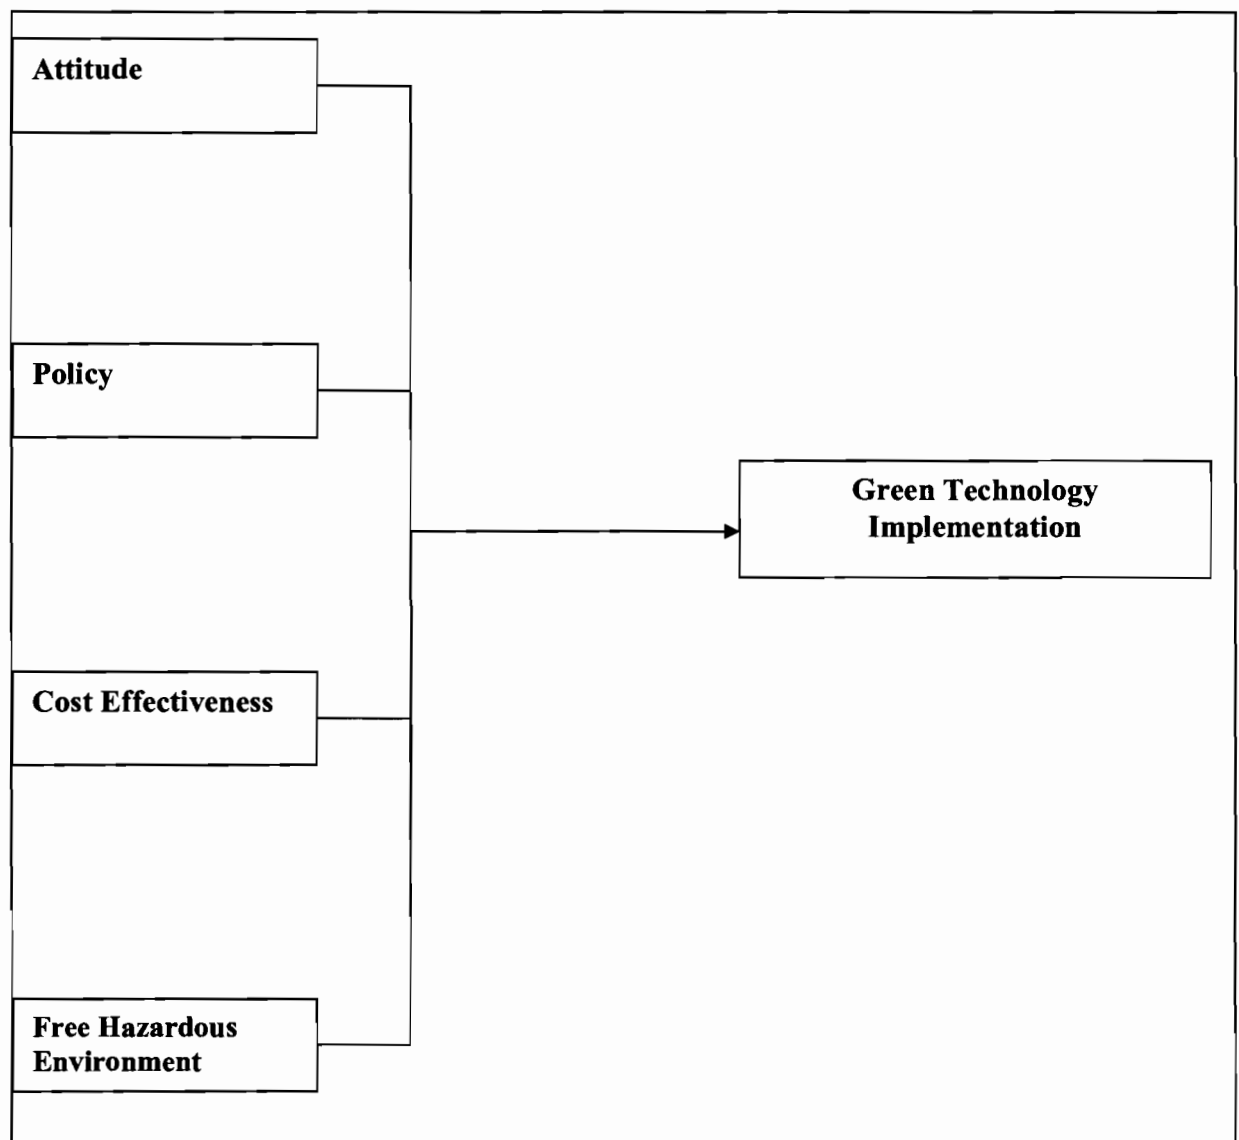 Attitude
Policy
Green Technology
Implementation
Cost Effectiveness
Free Hazardous
Environment